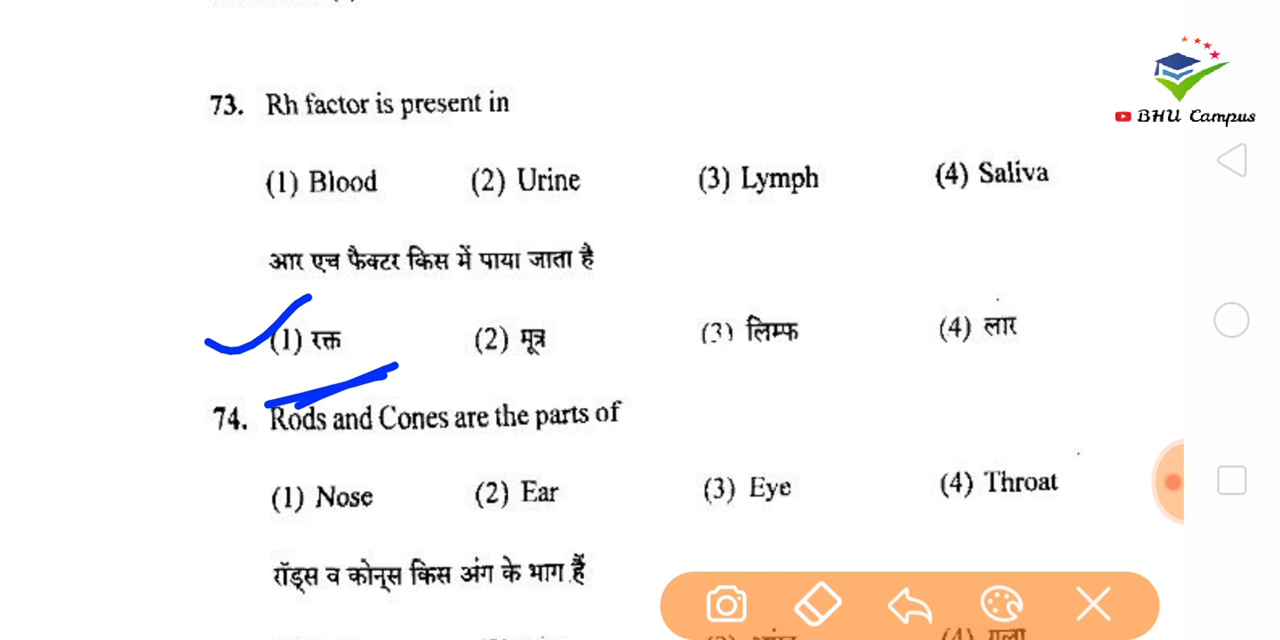 BHU Campus
73. Rh factor is present in
(1) Blood (2) Urine (3) Lymph (4) Saliva
आर एच फैक्टर किस में पाया जाता है
(1) रक्त (2) मूत्र (3) लिम्फ (4) लार
74. Rods and Cones are the parts of
(1) Nose (2) Ear (3) Eye (4) Throat
रॉड्स व कोन्स किस अंग के भाग हैं
(4) गला